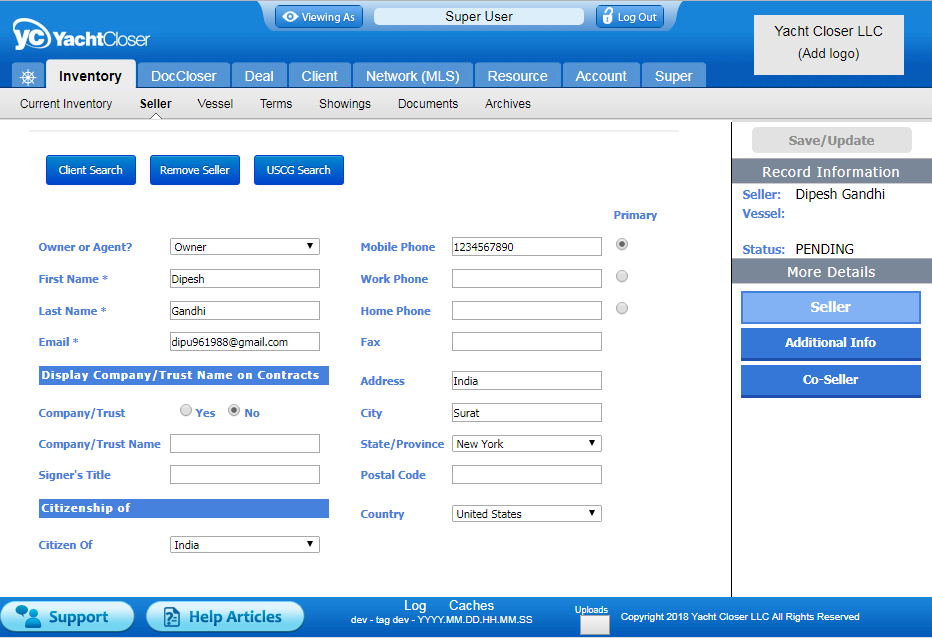 Viewing As
Super User
Log Out
YC YachtCloser
Yacht Closer LLC
(Add logo)
Inventory
DocCloser
Deal
Client
Network (MLS)
Resource
Account
Super
Current Inventory
Seller
Vessel
Terms
Showings
Documents
Archives
Client Search
Remove Seller
USCG Search
Primary
Owner or Agent?
Owner
Mobile Phone
1234567890
First Name *
Dipesh
Work Phone
Last Name *
Gandhi
Home Phone
Email *
dipu961988@gmail.com
Fax
Display Company/Trust Name on Contracts
Address
India
Company/Trust
Yes
No
City
Surat
Company/Trust Name
State/Province
New York
Signer's Title
Postal Code
Citizenship of
Country
United States
Citizen Of
India
Save/Update
Record Information
Seller: Dipesh Gandhi
Vessel:
Status: PENDING
More Details
Seller
Additional Info
Co-Seller
Support
Help Articles
Log
Caches
dev - tag dev - YYYY.MM.DD.HH.MM.SS
Uploads
Copyright 2018 Yacht Closer LLC All Rights Reserved